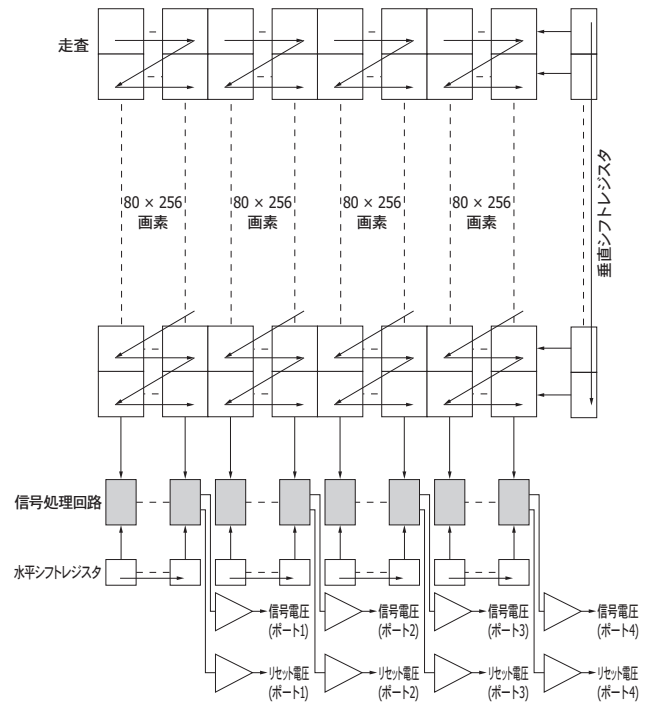 走査
80 × 256
画素
80 × 256
画素
80 × 256
画素
80 × 256
画素
垂直シフトレジスタ
信号処理回路
水平シフトレジスタ
信号電圧
(ポート1)
信号電圧
(ポート2)
信号電圧
(ポート3)
信号電圧
(ポート4)
リセット電圧
(ポート1)
リセット電圧
(ポート2)
リセット電圧
(ポート3)
リセット電圧
(ポート4)